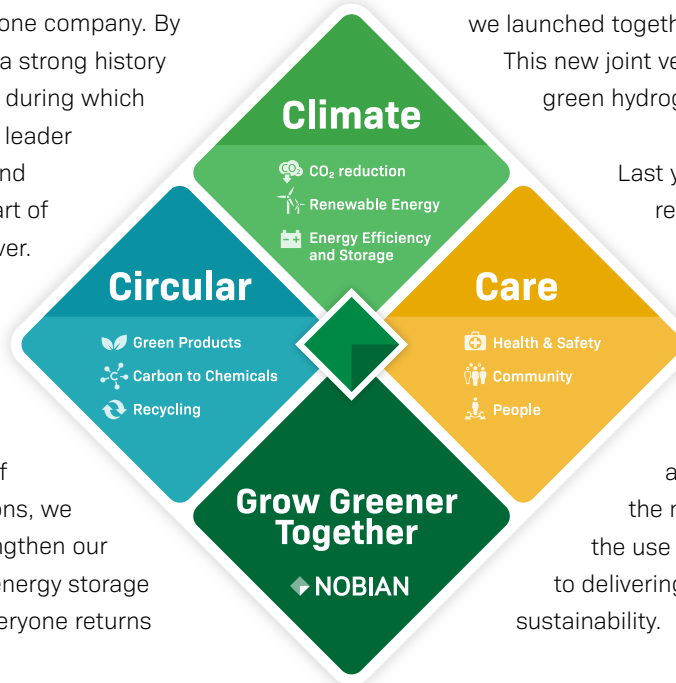 one company. By
a strong history
during which
leader
nd
art of
ver.
f
ons, we
ngthen our
energy storage
eryone returns
Climate
CO₂ reduction
Renewable Energy
Energy Efficiency
and Storage
Circular
Green Products
Carbon to Chemicals
Recycling
Care
Health & Safety
Community
People
Grow Greener
Together
NOBIAN
we launched togeth
This new joint ve
green hydrog
Last y
re
a
the r
the use
to delivering
sustainability.